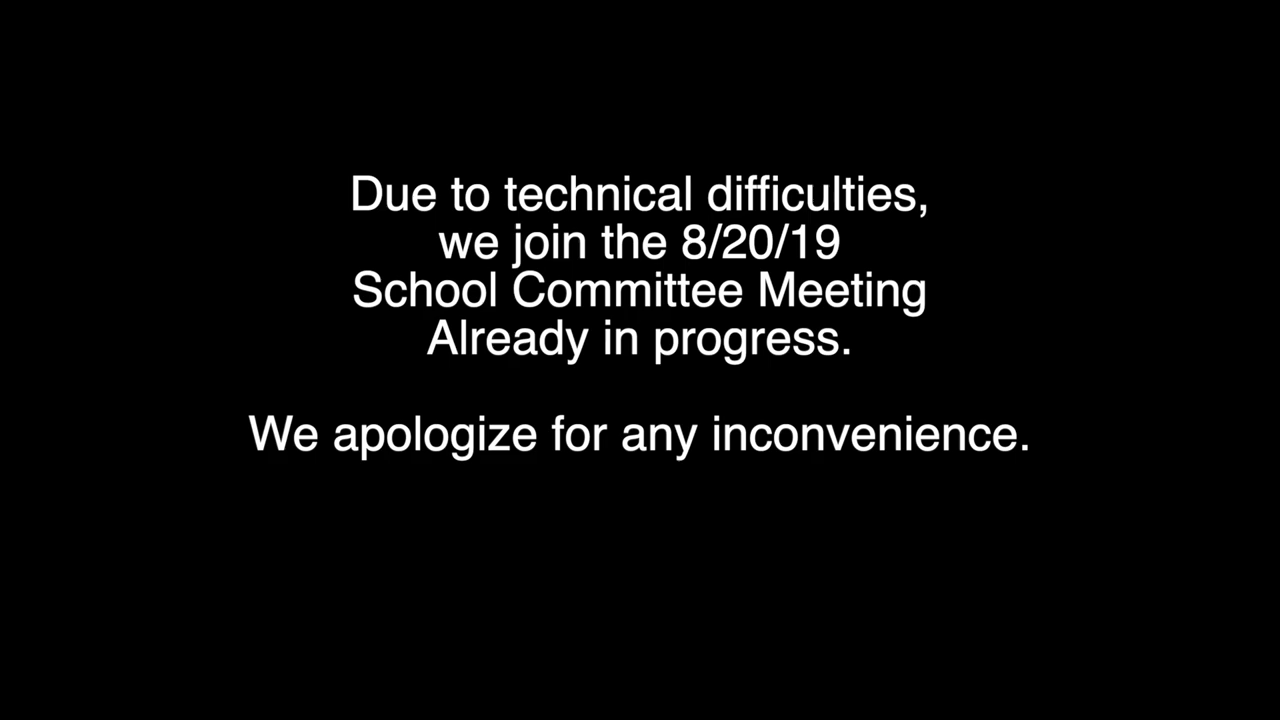 Due to technical difficulties,
we join the 8/20/19
School Committee Meeting
Already in progress.
We apologize for any inconvenience.